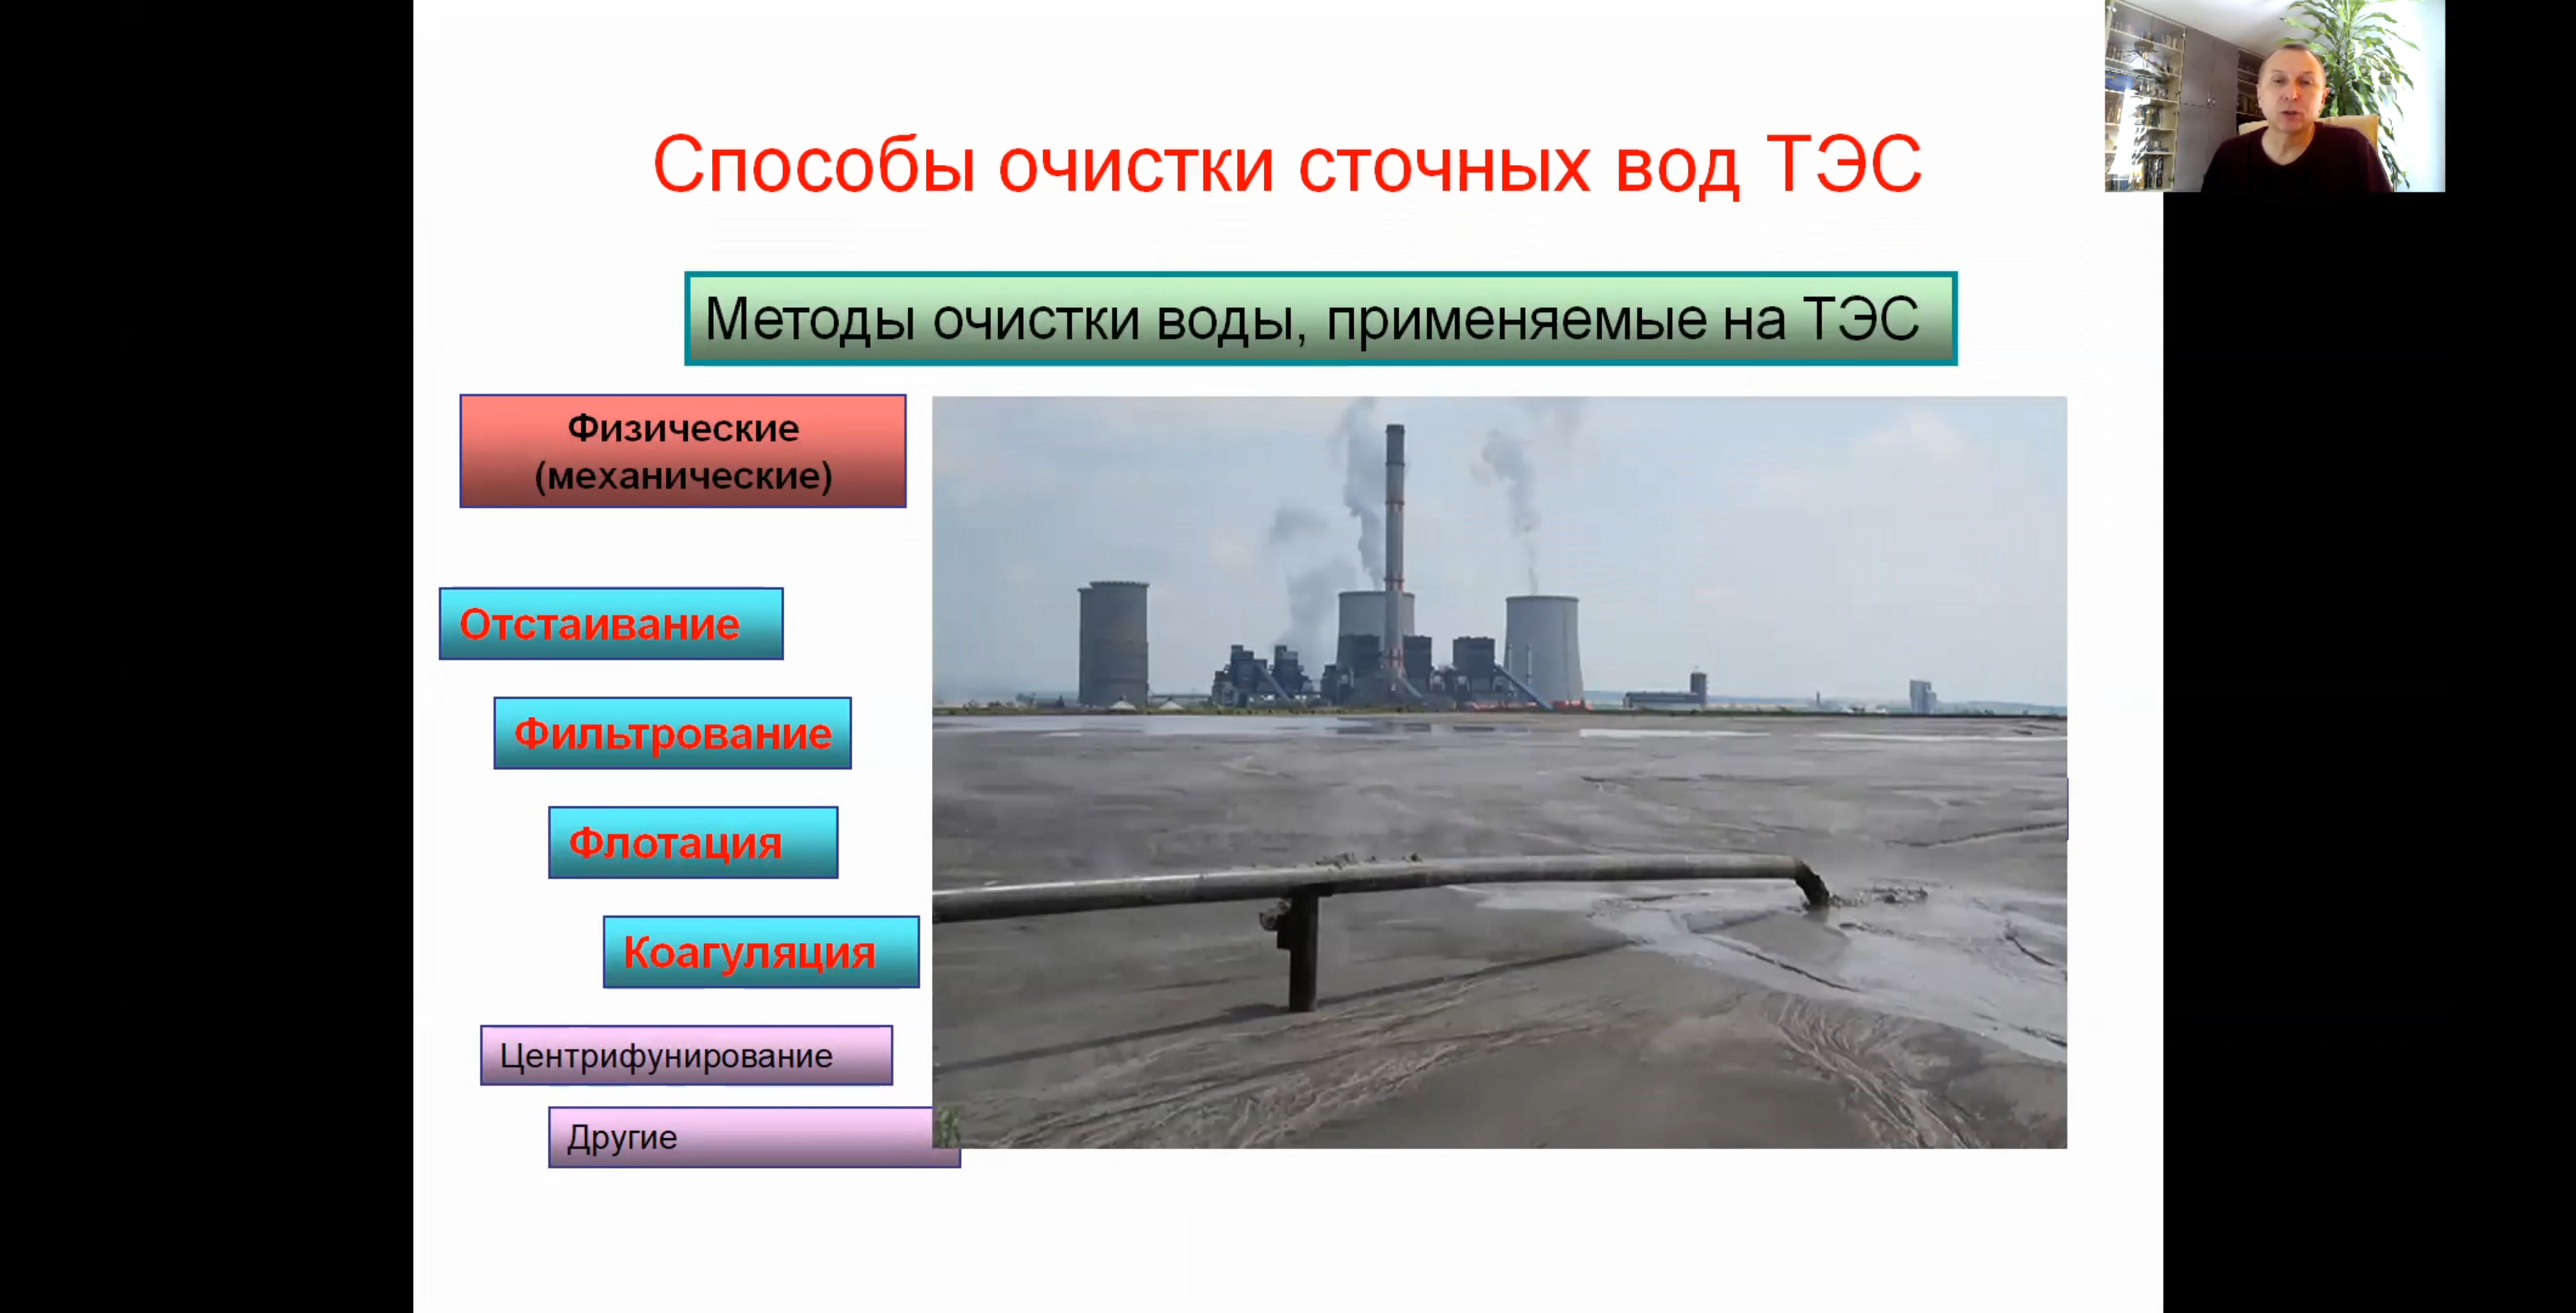 Способы очистки сточных вод ТЭС
Методы очистки воды, применяемые на ТЭС
Физические
(механические)
Отстаивание
Фильтрование
Флотация
Коагуляция
Центрифунирование
Другие